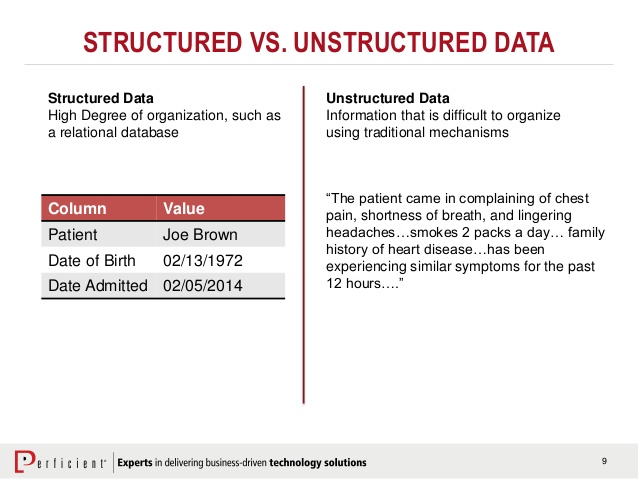 STRUCTURED VS. UNSTRUCTURED DATA
Structured Data
High Degree of organization, such as
a relational database
Column Value
Patient Joe Brown
Date of Birth 02/13/1972
Date Admitted 02/05/2014
Unstructured Data
Information that is difficult to organize
using traditional mechanisms
“The patient came in complaining of chest
pain, shortness of breath, and lingering
headaches…smokes 2 packs a day… family
history of heart disease…has been
experiencing similar symptoms for the past
12 hours….”
Perficient Experts in delivering business-driven technology solutions
9